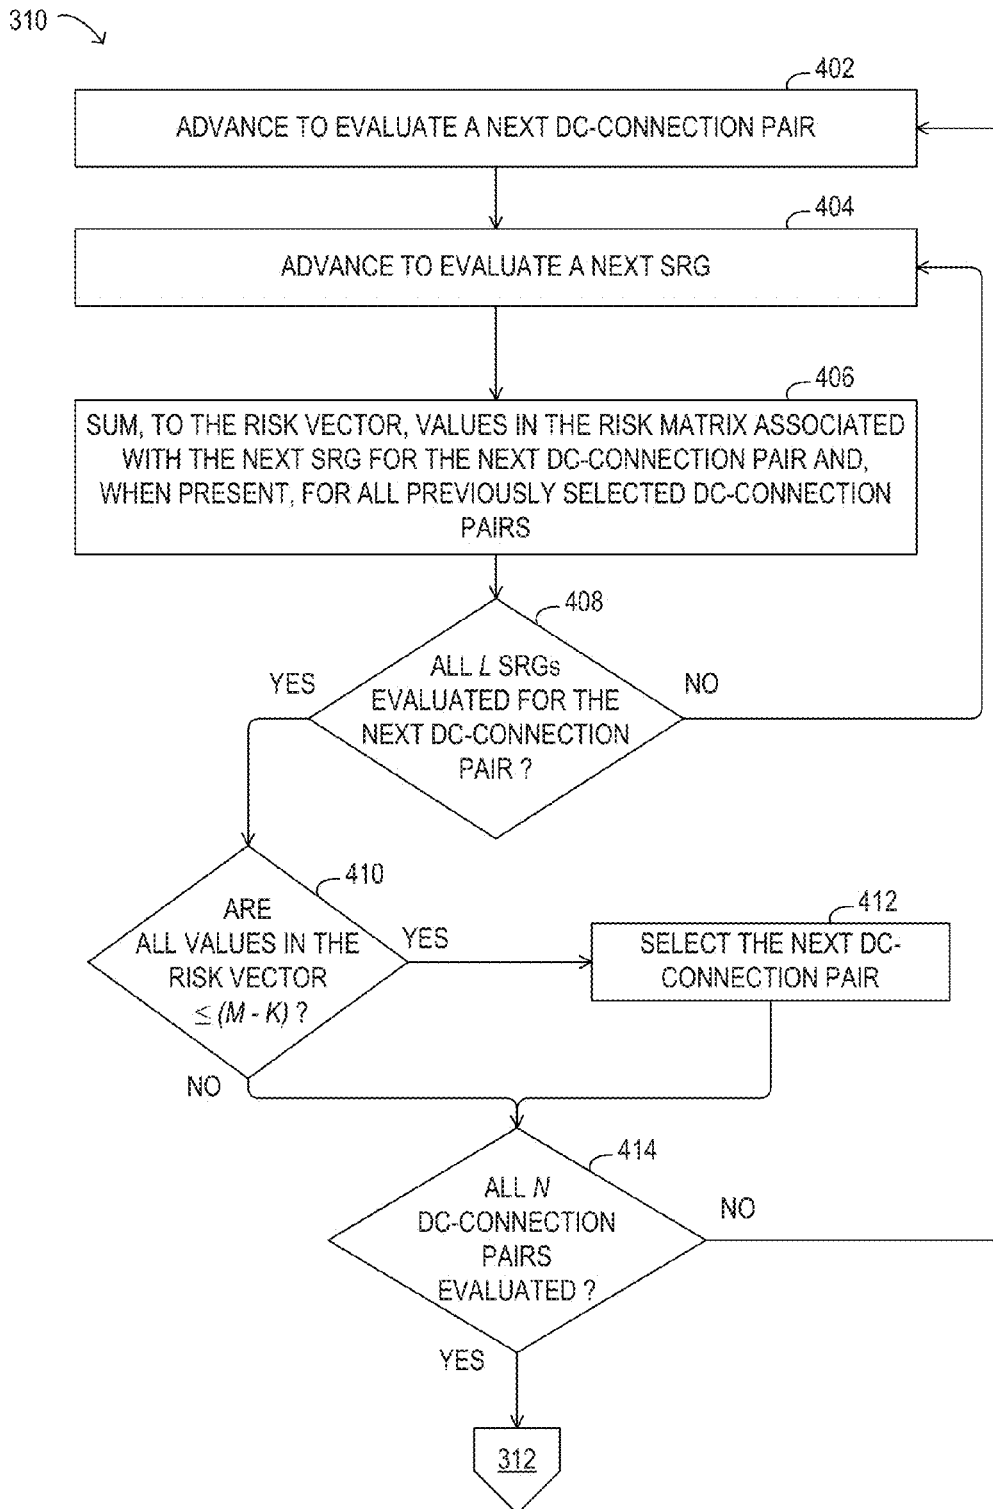 310
402
ADVANCE TO EVALUATE A NEXT DC-CONNECTION PAIR
404
ADVANCE TO EVALUATE A NEXT SRG
406
SUM, TO THE RISK VECTOR, VALUES IN THE RISK MATRIX ASSOCIATED
WITH THE NEXT SRG FOR THE NEXT DC-CONNECTION PAIR AND,
WHEN PRESENT, FOR ALL PREVIOUSLY SELECTED DC-CONNECTION
PAIRS
408
YES
ALL L SRGs
EVALUATED FOR THE
NEXT DC-CONNECTION
PAIR ?
NO
410
ARE
ALL VALUES IN THE
RISK VECTOR
≤ (M - K) ?
YES
412
SELECT THE NEXT DC-
CONNECTION PAIR
NO
414
ALL N
DC-CONNECTION
PAIRS
EVALUATED ?
NO
YES
312